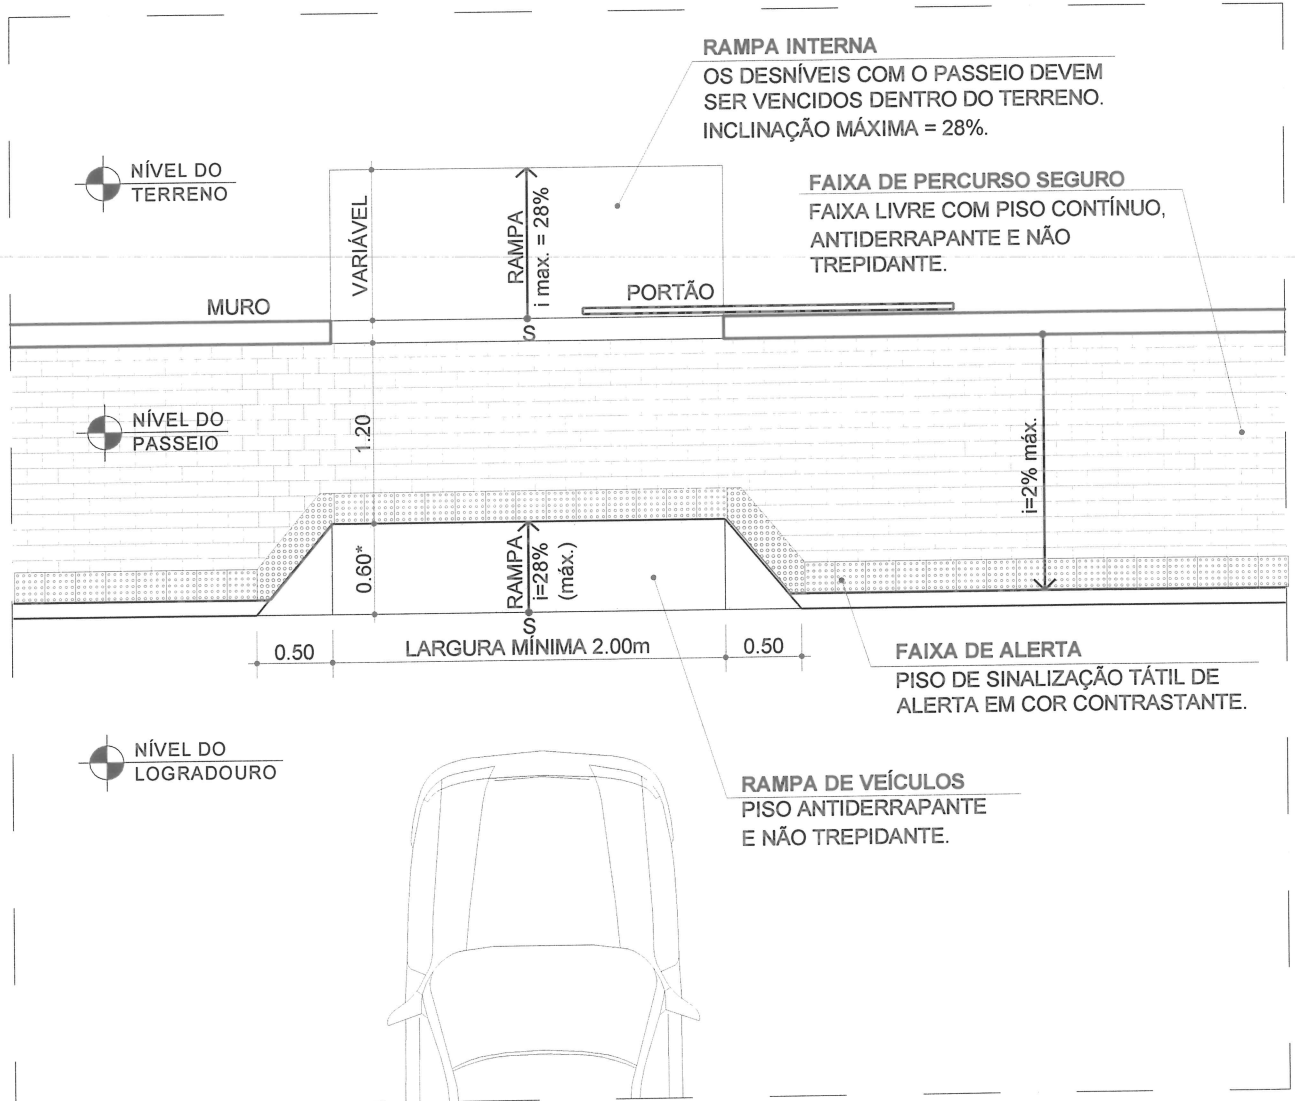 RAMPA INTERNA
OS DESNÍVEIS COM O PASSEIO DEVEM
SER VENCIDOS DENTRO DO TERRENO.
INCLINAÇÃO MÁXIMA = 28%.
NÍVEL DO
TERRENO
VARIÁVEL
RAMPA
i max. = 28%
FAIXA DE PERCURSO SEGURO
FAIXA LIVRE COM PISO CONTÍNUO,
ANTIDERRAPANTE E NÃO
TREPIDANTE.
MURO
PORTÃO
S
NÍVEL DO
PASSEIO
1.20
i=2% máx.
0.60*
RAMPA
i=28%
(máx.)
S
0.50
LARGURA MÍNIMA 2.00m
0.50
FAIXA DE ALERTA
PISO DE SINALIZAÇÃO TÁTIL DE
ALERTA EM COR CONTRASTANTE.
NÍVEL DO
LOGRADOURO
RAMPA DE VEÍCULOS
PISO ANTIDERRAPANTE
E NÃO TREPIDANTE.